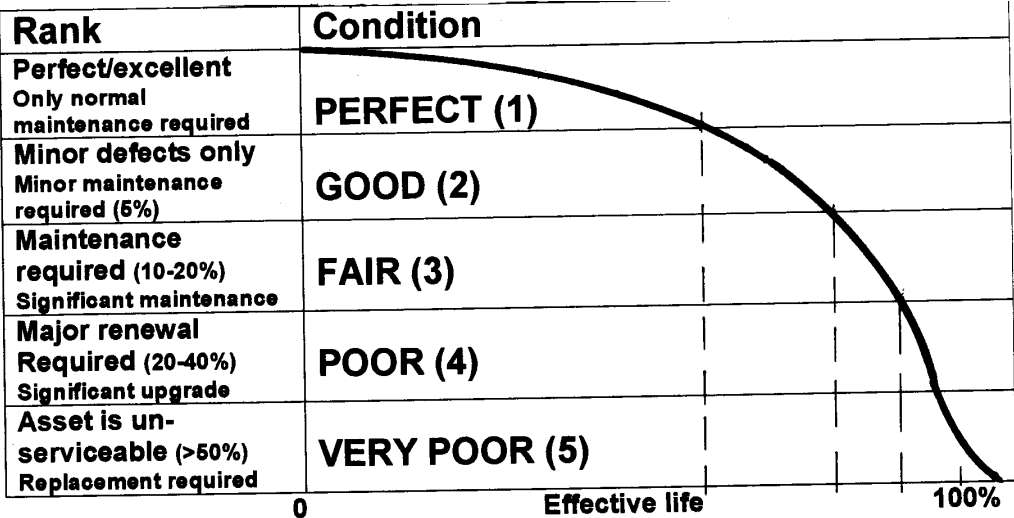 Rank
Condition
Perfect/excellent
Only normal
maintenance required
PERFECT (1)
Minor defects only
Minor maintenance
required (5%)
GOOD (2)
Maintenance
required (10-20%)
Significant maintenance
FAIR (3)
Major renewal
Required (20-40%)
Significant upgrade
POOR (4)
Asset is un-
serviceable (>50%)
Replacement required
VERY POOR (5)
0
Effective life
100%